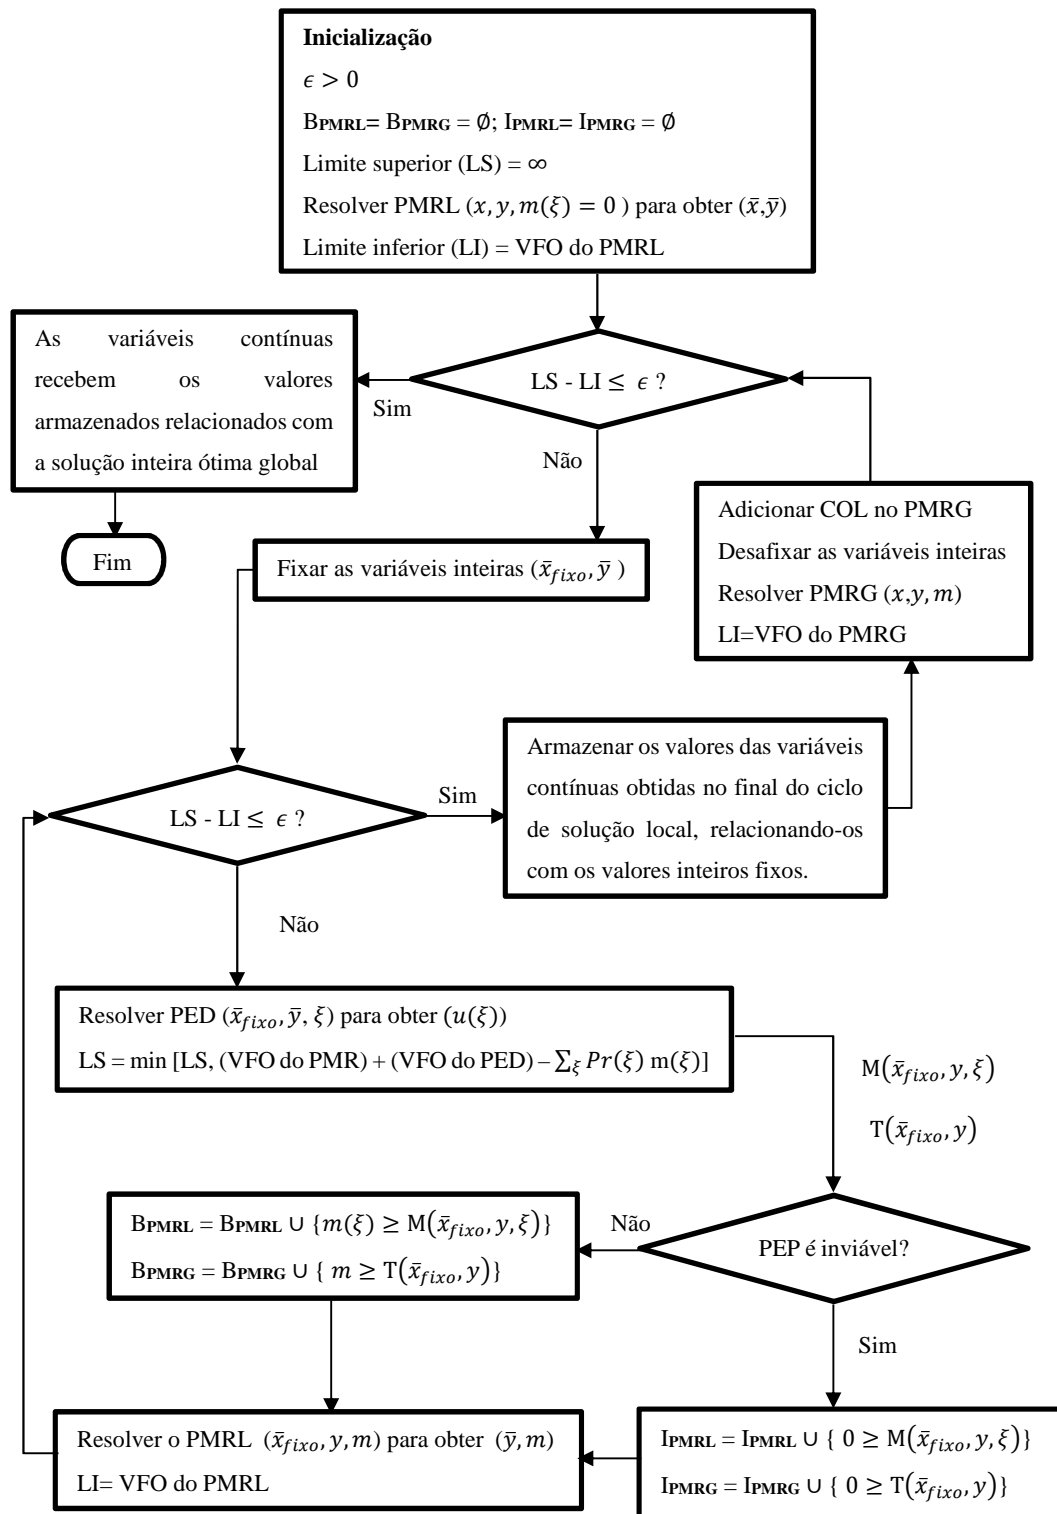 Inicialização
ϵ > 0
BPMRL= BPMRG = ∅; IPMRL= IPMRG = ∅
Limite superior (LS) = ∞
Resolver PMRL (x, y, m(ξ) = 0 ) para obter (x̄,ȳ)
Limite inferior (LI) = VFO do PMRL
As variáveis contínuas
recebem os valores
armazenados relacionados com
a solução inteira ótima global
Sim
LS - LI ≤ ϵ ?
Não
Fim
Fixar as variáveis inteiras (x̄fixo, ȳ )
Adicionar COL no PMRG
Desafixar as variáveis inteiras
Resolver PMRG (x,y, m)
LI=VFO do PMRG
LS - LI ≤ ϵ ?
Sim
Armazenar os valores das variáveis
contínuas obtidas no final do ciclo
de solução local, relacionando-os
com os valores inteiros fixos.
Não
Resolver PED (x̄fixo, ȳ, ξ) para obter (u(ξ))
LS = min [LS, (VFO do PMR) + (VFO do PED) – ∑ξ Pr(ξ) m(ξ)]
M(x̄fixo, y, ξ)
T(x̄fixo, y)
PEP é inviável?
Não
BPMRL = BPMRL ∪ {m(ξ) ≥ M(x̄fixo, y, ξ)}
BPMRG = BPMRG ∪ { m ≥ T(x̄fixo, y)}
Sim
Resolver o PMRL (x̄fixo, y, m) para obter (ȳ, m)
LI= VFO do PMRL
IPMRL = IPMRL ∪ { 0 ≥ M(x̄fixo, y, ξ)}
IPMRG = IPMRG ∪ { 0 ≥ T(x̄fixo, y)}